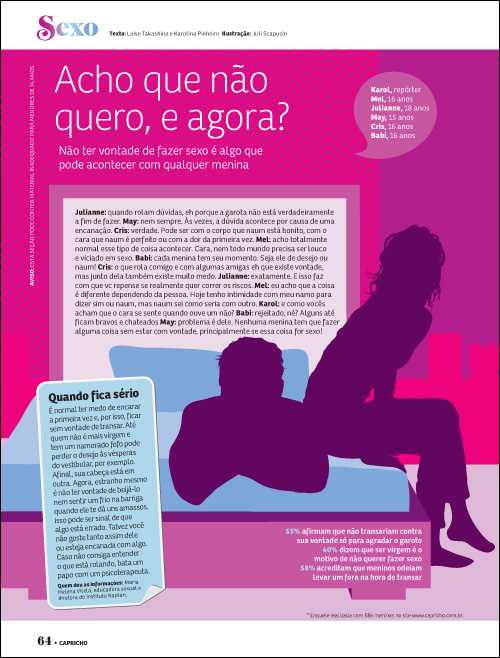 Sexo
Texto: Luíse Takashina e Karolina Pinheiro Ilustração: Juli Scapucin
AVISO: ESTA SEÇÃO PODE CONTER MATERIAL INADEQUADO PARA MENORES DE 14 ANOS.
Acho que não
quero, e agora?
Não ter vontade de fazer sexo é algo que
pode acontecer com qualquer menina
Karol, repórter
Mel, 16 anos
Julianne, 18 anos
May, 15 anos
Cris, 16 anos
Babi, 16 anos
Julianne: quando rolam dúvidas, eh porque a garota não está verdadeiramente
a fim de fazer. May: nem sempre. Às vezes, a dúvida acontece por causa de uma
encanação. Cris: verdade. Pode ser com o corpo que naum está bonito, com o
cara que naum é perfeito ou com a dor da primeira vez. Mel: acho totalmente
normal esse tipo de coisa acontecer. Cara, nem todo mundo precisa ser louco
e viciado em sexo. Babi: cada menina tem seu momento. Seja ele de desejo ou
naum! Cris: o que rola comigo e com algumas amigas eh que existe vontade,
mas junto dela também existe muito medo. Julianne: exatamente. E isso faz
com que vc repense se realmente quer correr os riscos. Mel: eu acho que a coisa
é diferente dependendo da pessoa. Hoje tenho intimidade com meu namo para
dizer sim ou naum, mas naum sei como seria com outro. Karol: e como vocês
acham que o cara se sente quando ouve um não? Babi: rejeitado, né? Alguns até
ficam bravos e chateados May: problema é dele. Nenhuma menina tem que fazer
alguma coisa sem estar com vontade, principalmente se essa coisa for sexo!
Quando fica sério
É normal ter medo de encarar
a primeira vez e, por isso, ficar
sem vontade de transar. Até
quem não é mais virgem e
tem um namorado fofo pode
perder o desejo às vésperas
do vestibular, por exemplo.
Afinal, sua cabeça está em
outra. Agora, estranho mesmo
é não ter vontade de beijá-lo
nem sentir um frio na barriga
quando ele te dá uns amassos.
Isso pode ser sinal de que
algo está errado. Talvez você
não goste tanto assim dele
ou esteja encanada com algo.
Caso não consiga entender
o que está rolando, bata um
papo com um psicoterapeuta.
Quem deu as informações: Maria
Helena Vilela, educadora sexual e
diretora do Instituto Kaplan.
55% afirmam que não transariam contra
sua vontade só para agradar o garoto
40% dizem que ser virgem é o
motivo de não querer fazer sexo
58% acreditam que meninos odeiam
levar um fora na hora de transar
* Enquete realizada com 586 meninas no site www.capricho.com.br.
64 • CAPRICHO